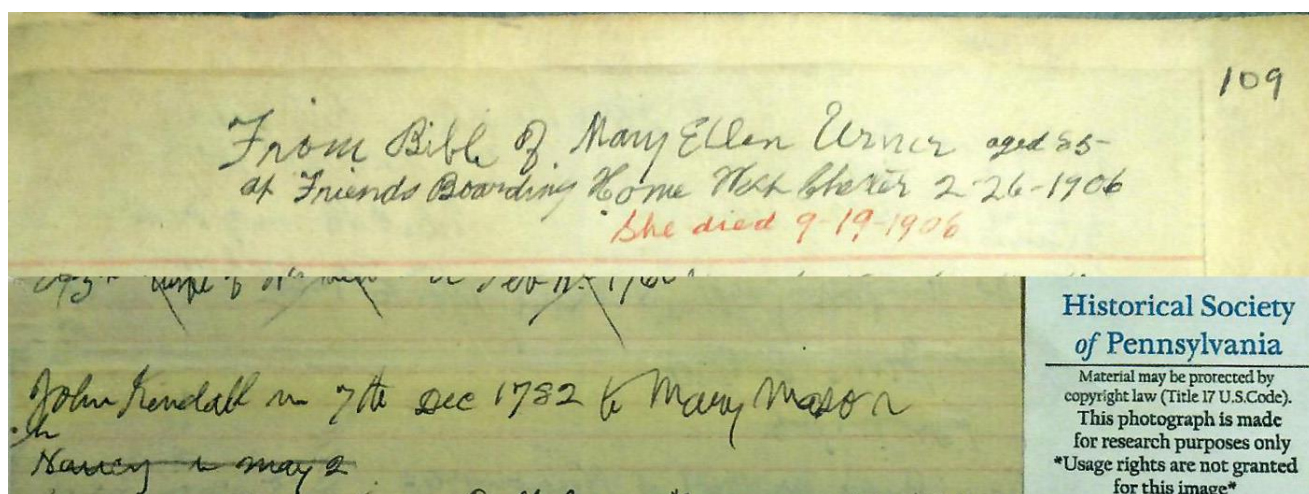 109
From Bible of Mary Ellen Urner aged 85
at Friends Boarding Home West Chester 2-26-1906
She died 9-19-1906
John Kendall m 7th Dec 1782 to Mary Mason
Nancy may 2
Historical Society
of Pennsylvania
Material may be protected by
copyright law (Title 17 U.S.Code).
This photograph is made
for research purposes only
*Usage rights are not granted
for this image*